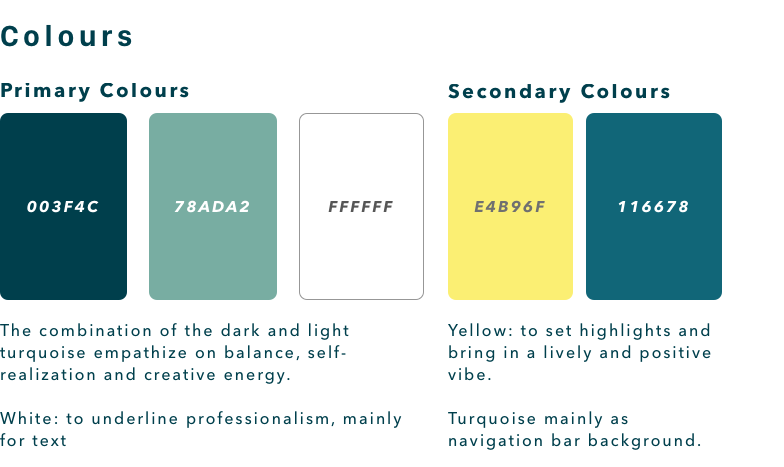 Colours
Primary Colours
003F4C
78ADA2
FFFFFF
The combination of the dark and light
turquoise empathize on balance, self-
realization and creative energy.
White: to underline professionalism, mainly
for text
Secondary Colours
E4B96F
116678
Yellow: to set highlights and
bring in a lively and positive
vibe.
Turquoise mainly as
navigation bar background.